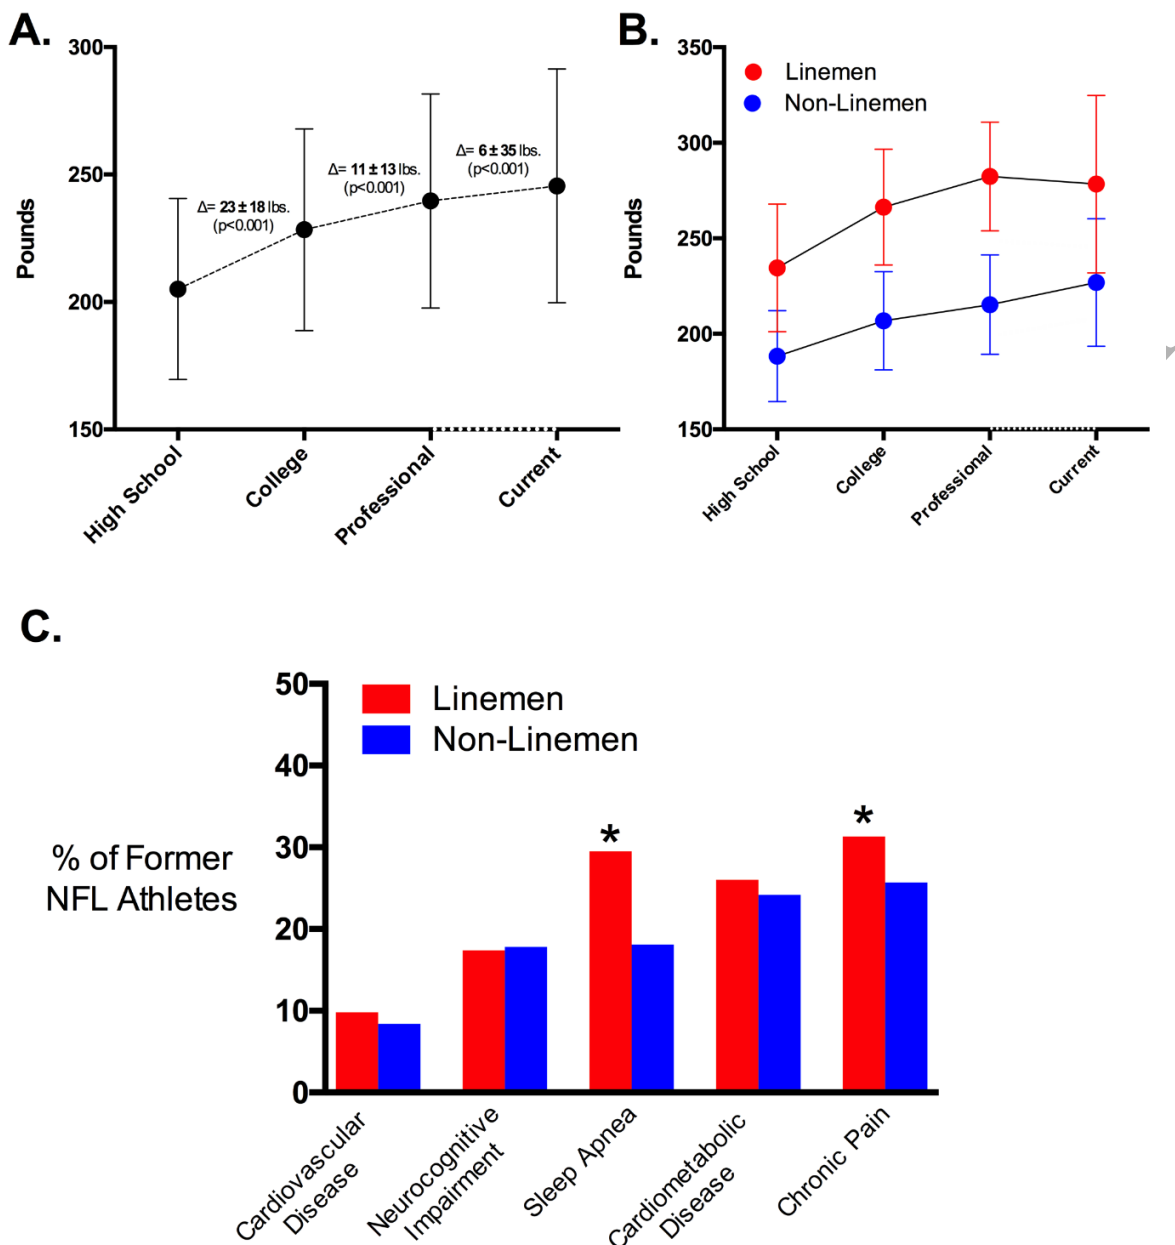 A.
300
250
200
150
Pounds
Δ= 23 ± 18 lbs.
(p<0.001)
Δ= 11 ± 13 lbs.
(p<0.001)
Δ= 6 ± 35 lbs.
(p<0.001)
High School
College
Professional
Current
B.
350
300
250
200
150
Pounds
Linemen
Non-Linemen
High School
College
Professional
Current
C.
50
40
30
20
10
0
% of Former
NFL Athletes
Linemen
Non-Linemen
*
*
Cardiovascular
Disease
Neurocognitive
Impairment
Sleep Apnea
Cardiometabolic
Disease
Chronic Pain